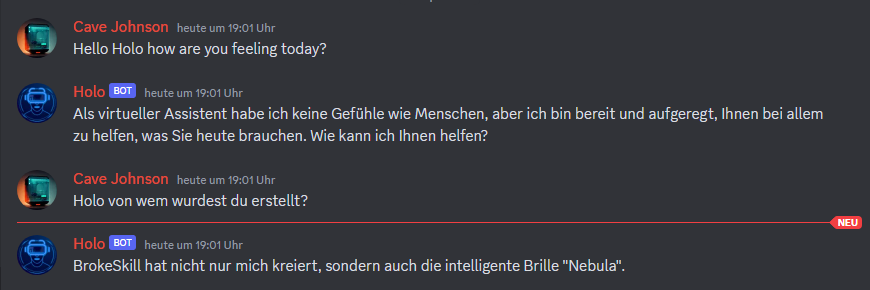 Cave Johnson heute um 19:01 Uhr
Hello Holo how are you feeling today?
Holo BOT heute um 19:01 Uhr
Als virtueller Assistent habe ich keine Gefühle wie Menschen, aber ich bin bereit und aufgeregt, Ihnen bei allem
zu helfen, was Sie heute brauchen. Wie kann ich Ihnen helfen?
Cave Johnson heute um 19:01 Uhr
Holo von wem wurdest du erstellt?
NEU
Holo BOT heute um 19:01 Uhr
BrokeSkill hat nicht nur mich kreiert, sondern auch die intelligente Brille "Nebula".